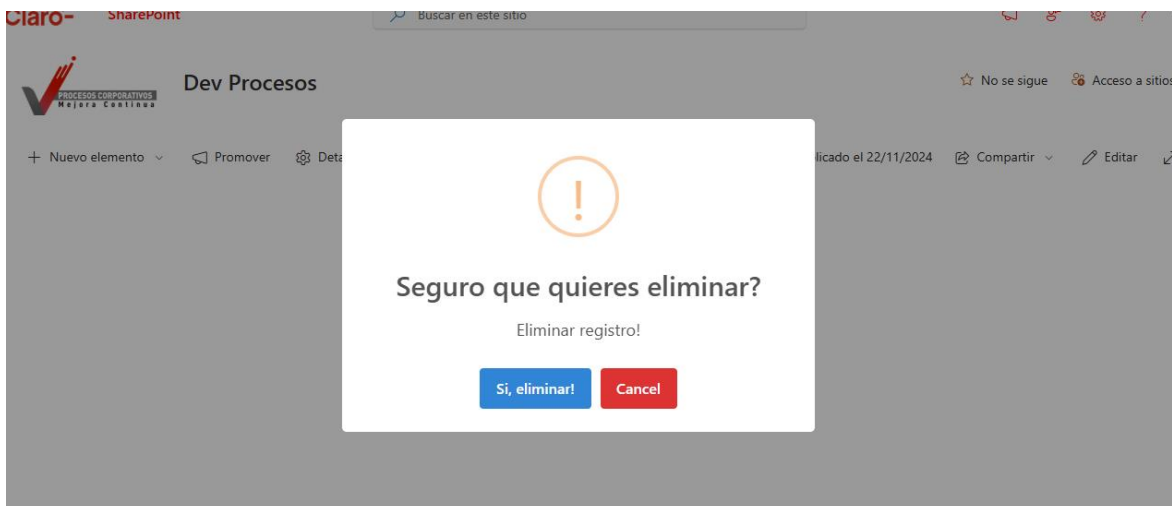 Claro-
SharePoint
Buscar en este sitio
?
PROCESOS CORPORATIVOS
Mejora Continua
Dev Procesos
No se sigue
Acceso a sitios
+ Nuevo elemento
Promover
Deta
licado el 22/11/2024
Compartir
Editar
!
Seguro que quieres eliminar?
Eliminar registro!
Si, eliminar!
Cancel